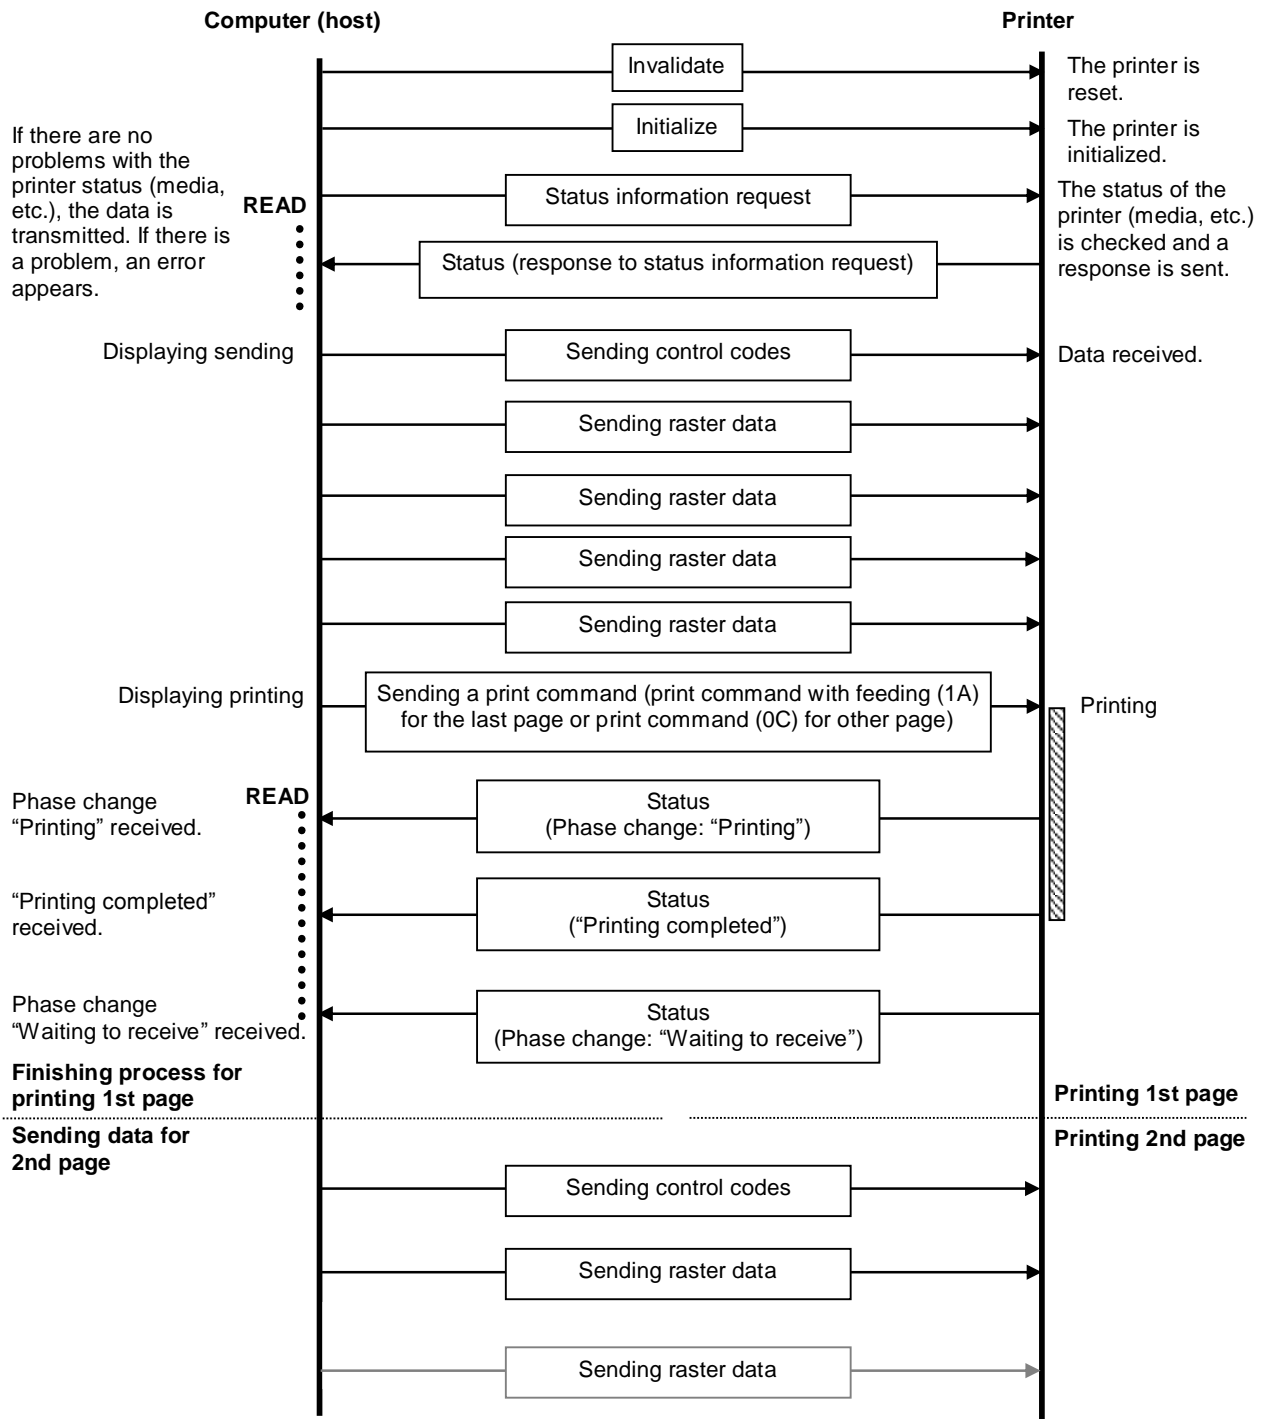 Computer (host)
Printer
Invalidate
The printer is
reset.
Initialize
The printer is
initialized.
If there are no
problems with the
printer status (media,
etc.), the data is
transmitted. If there is
a problem, an error
appears.
READ
Status information request
The status of the
printer (media, etc.)
is checked and a
response is sent.
Status (response to status information request)
Displaying sending
Sending control codes
Data received.
Sending raster data
Sending raster data
Sending raster data
Sending raster data
Displaying printing
Sending a print command (print command with feeding (1A)
for the last page or print command (0C) for other page)
Printing
Phase change
“Printing” received.
READ
Status
(Phase change: “Printing”)
“Printing completed”
received.
Status
(“Printing completed”)
Phase change
“Waiting to receive” received.
Status
(Phase change: “Waiting to receive”)
Finishing process for
printing 1st page
Printing 1st page
Sending data for
2nd page
Printing 2nd page
Sending control codes
Sending raster data
Sending raster data